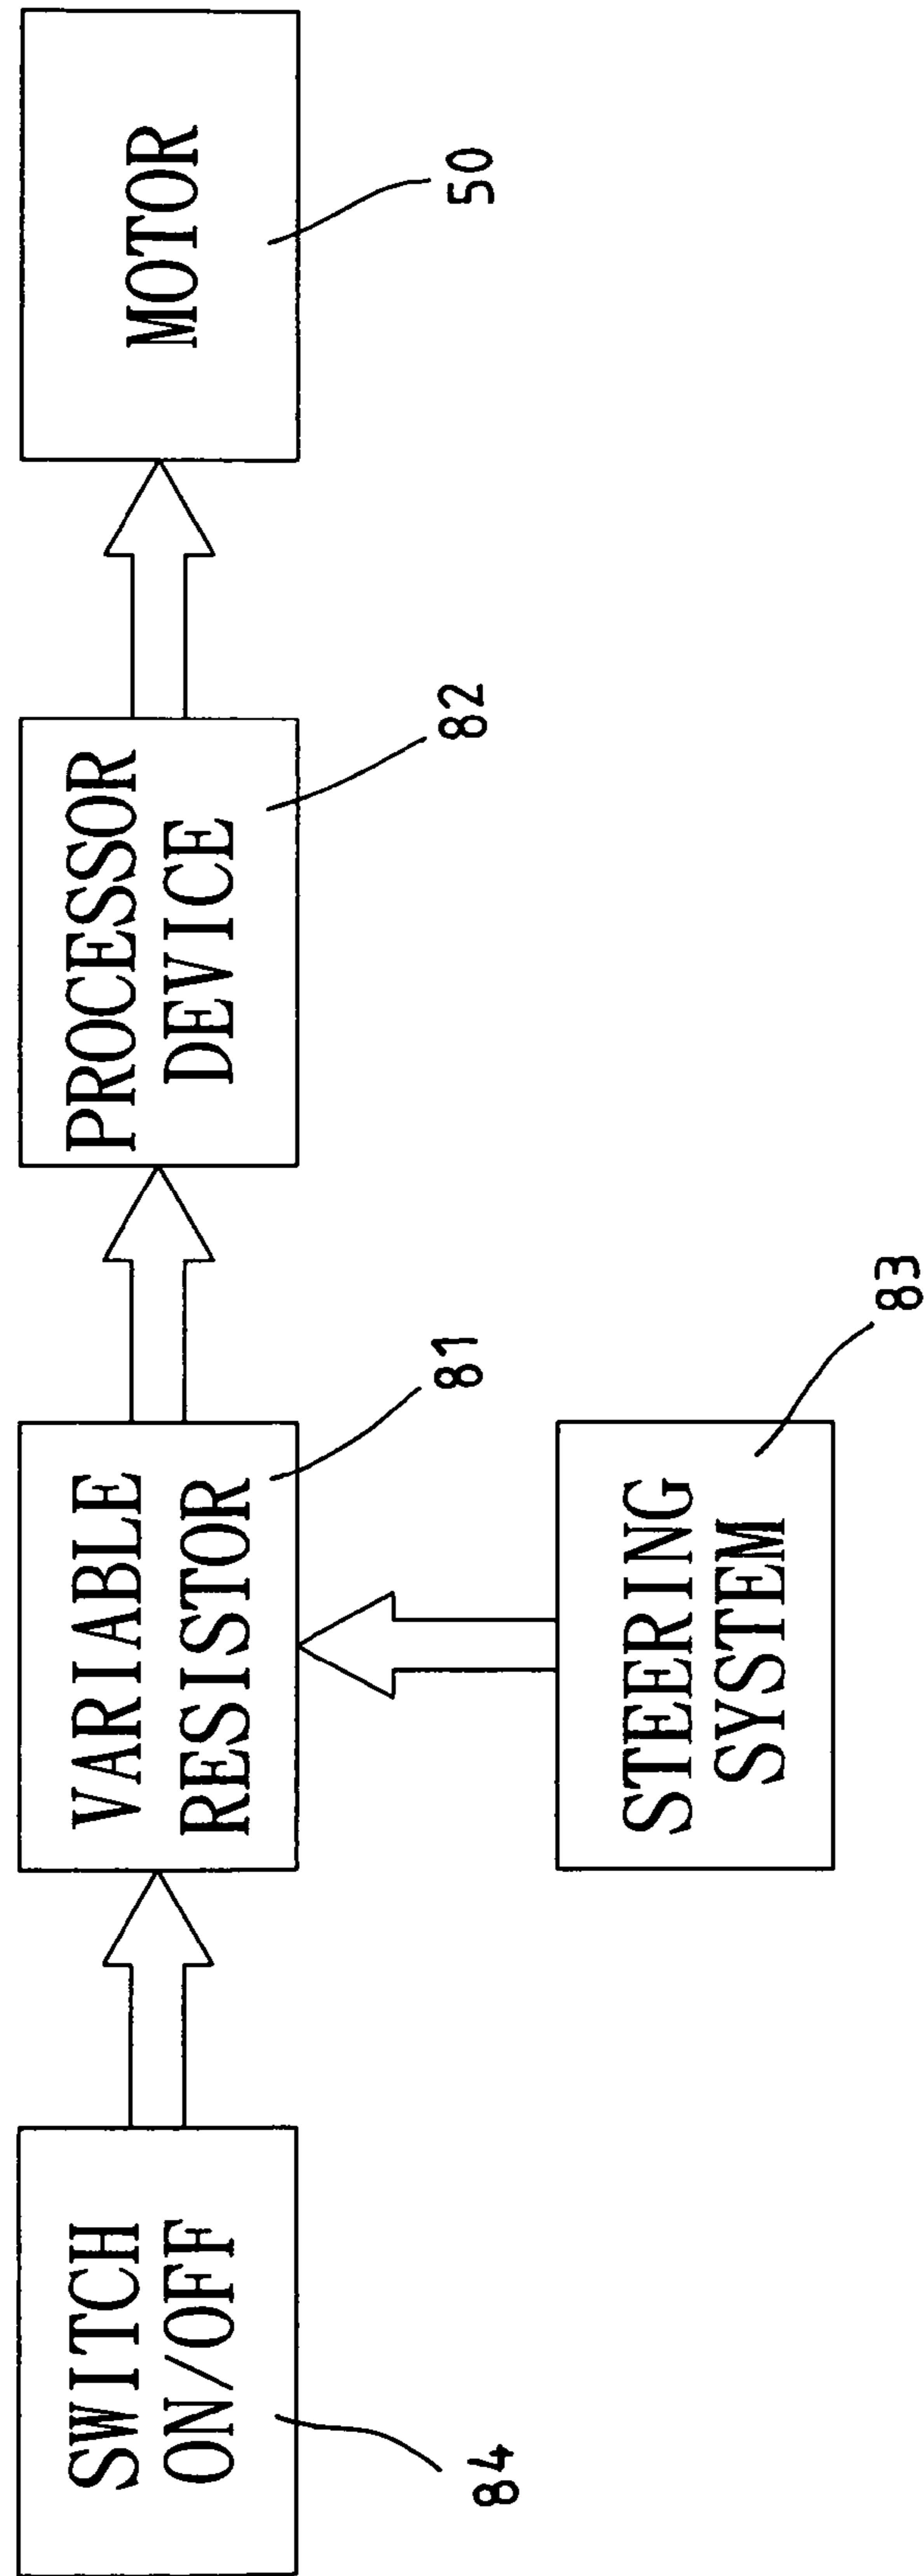 SWITCH
ON/OFF
84
VARIABLE
RESISTOR
81
PROCESSOR
DEVICE
82
MOTOR
50
STEERING
SYSTEM
83